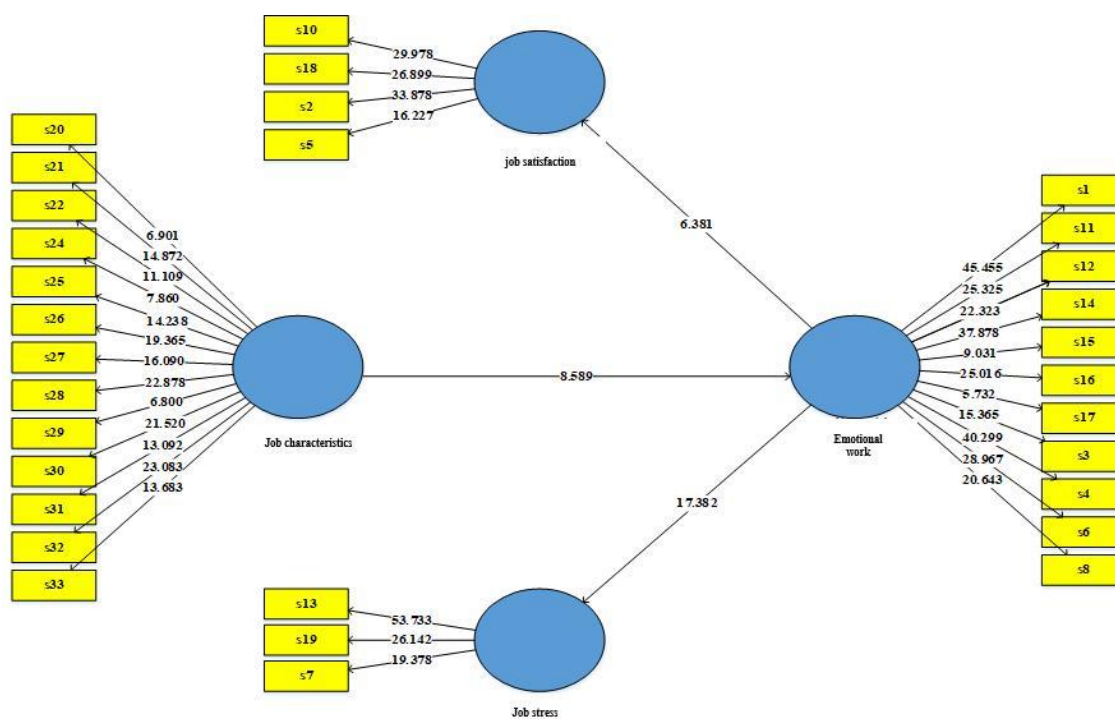 s10
s18
s2
s5
29.978
26.899
33.878
16.227
job satisfaction
s20
s21
s22
s24
s25
s26
s27
s28
s29
s30
s31
s32
s33
6.901
14.872
11.109
7.860
14.238
19.365
16.090
22.878
6.800
21.520
13.092
23.083
13.683
Job characteristics
8.589
6.381
17.382
Emotional
work
45.455
25.325
22.323
37.878
9.031
25.016
5.732
15.365
40.299
28.967
20.643
s1
s11
s12
s14
s15
s16
s17
s3
s4
s6
s8
s13
s19
s7
53.733
26.142
19.378
Job stress